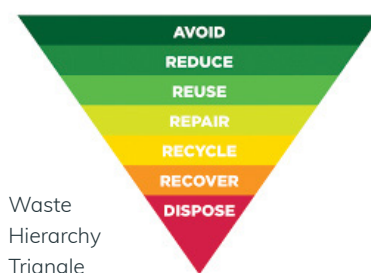 AVOID
REDUCE
REUSE
REPAIR
RECYCLE
RECOVER
DISPOSE
Waste
Hierarchy
Triangle